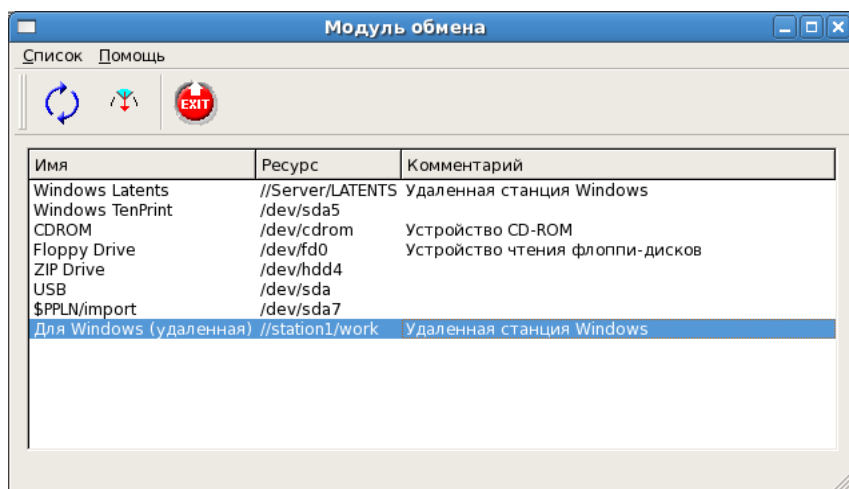 Модуль обмена
Список Помощь
EXIT
Имя Ресурс Комментарий
Windows Latents //Server/LATENTS Удаленная станция Windows
Windows TenPrint /dev/sda5
CDROM /dev/cdrom Устройство CD-ROM
Floppy Drive /dev/fd0 Устройство чтения флоппи-дисков
ZIP Drive /dev/hdd4
USB /dev/sda
$PPLN/import /dev/sda7
Для Windows (удаленная) //station1/work Удаленная станция Windows